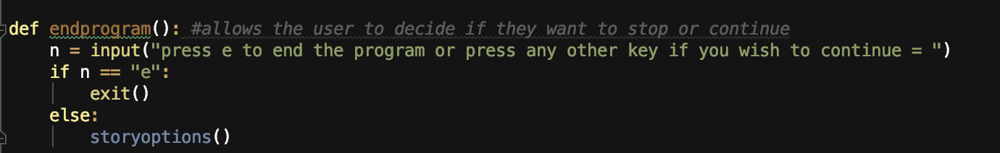 def endprogram(): #allows the user to decide if they want to stop or continue
    n = input("press e to end the program or press any other key if you wish to continue = ")
    if n == "e":
        exit()
    else:
        storyoptions()